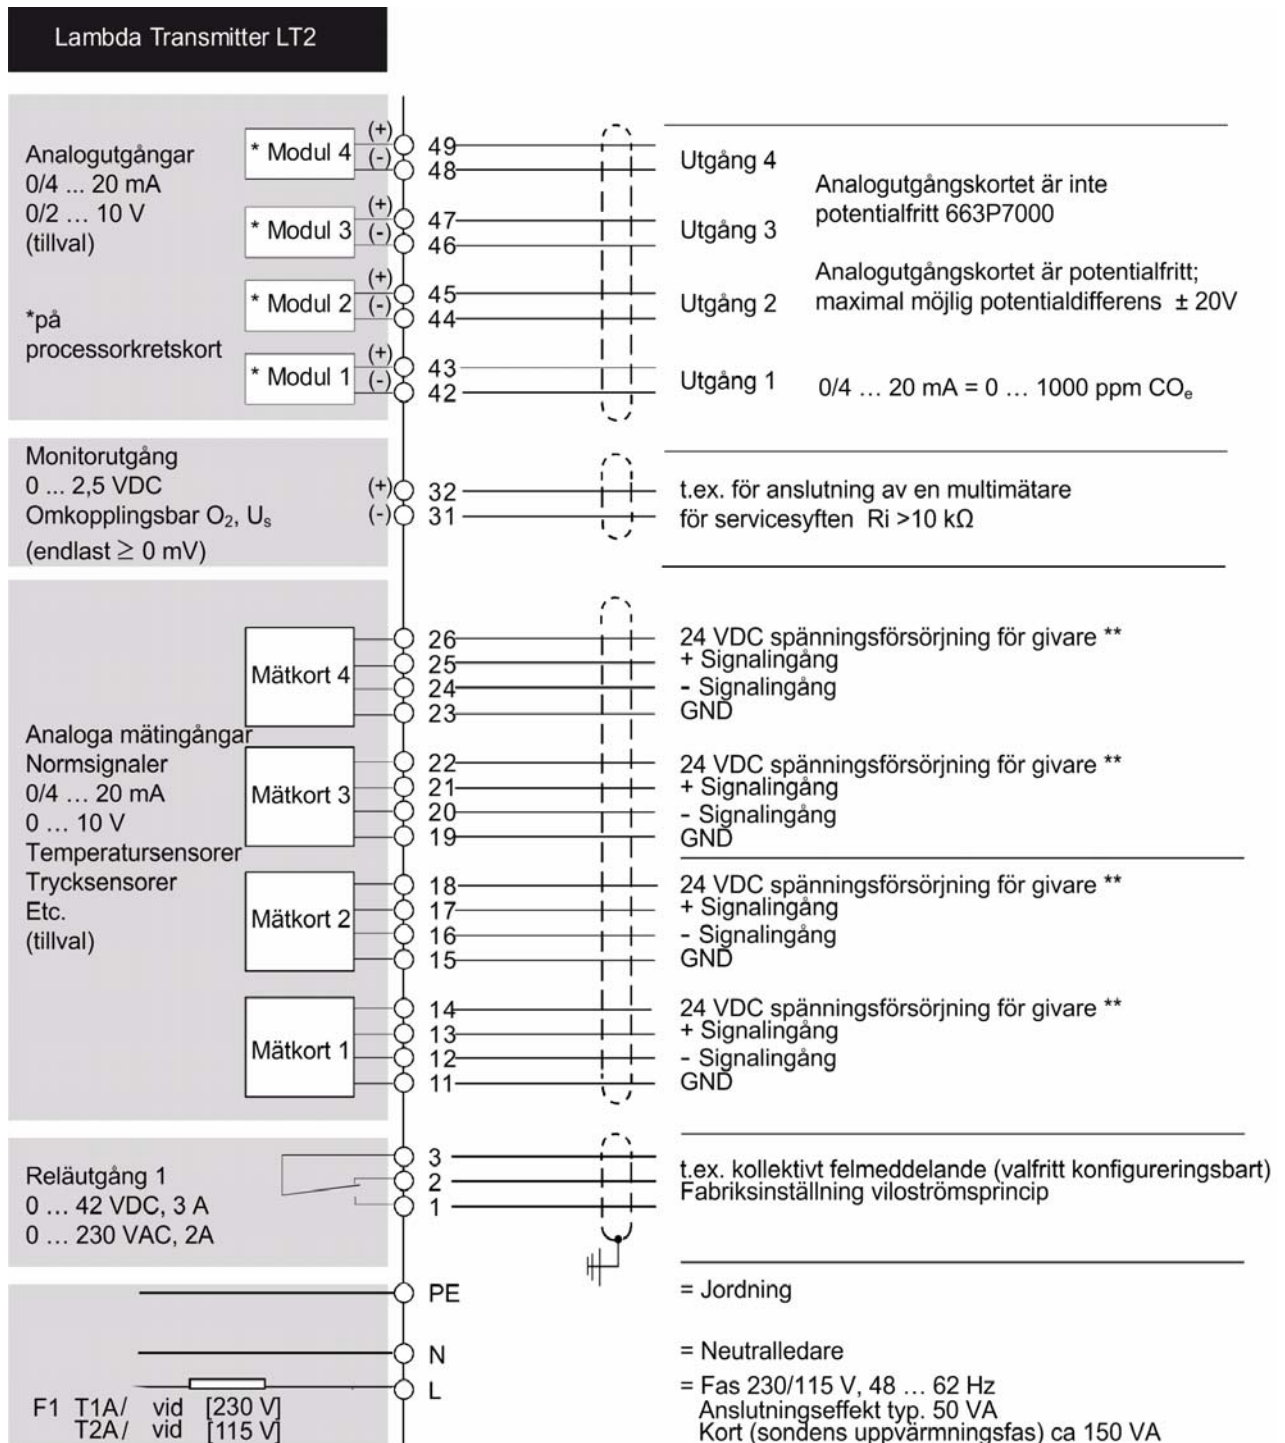 Lambda Transmitter LT2
Analogutgångar
0/4 ... 20 mA
0/2 … 10 V
(tillval)
*på
processorkretskort
* Modul 4
(+)
(-)
49
48
Utgång 4
* Modul 3
(+)
(-)
47
46
Utgång 3
* Modul 2
(+)
(-)
45
44
Utgång 2
* Modul 1
(+)
(-)
43
42
Utgång 1
Analogutgångskortet är inte
potentialfritt 663P7000
Analogutgångskortet är potentialfritt;
maximal möjlig potentialdifferens ± 20V
0/4 … 20 mA = 0 … 1000 ppm COe
Monitorutgång
0 ... 2,5 VDC
Omkopplingsbar O2, Us
(endlast ≥ 0 mV)
(+)
(-)
32
31
t.ex. för anslutning av en multimätare
för servicesyften Ri >10 kΩ
Analoga mätingångar
Normsignaler
0/4 … 20 mA
0 … 10 V
Temperatursensorer
Trycksensorer
Etc.
(tillval)
Mätkort 4
26
25
24
23
24 VDC spänningsförsörjning för givare **
+ Signalingång
- Signalingång
GND
Mätkort 3
22
21
20
19
24 VDC spänningsförsörjning för givare **
+ Signalingång
- Signalingång
GND
Mätkort 2
18
17
16
15
24 VDC spänningsförsörjning för givare **
+ Signalingång
- Signalingång
GND
Mätkort 1
14
13
12
11
24 VDC spänningsförsörjning för givare **
+ Signalingång
- Signalingång
GND
Reläutgång 1
0 … 42 VDC, 3 A
0 … 230 VAC, 2A
3
2
1
t.ex. kollektivt felmeddelande (valfritt konfigureringsbart)
Fabriksinställning viloströmsprincip
PE
= Jordning
N
= Neutralledare
L
= Fas 230/115 V, 48 … 62 Hz
Anslutningseffekt typ. 50 VA
Kort (sondens uppvärmningsfas) ca 150 VA
F1 T1A/ vid [230 V]
T2A/ vid [115 V]